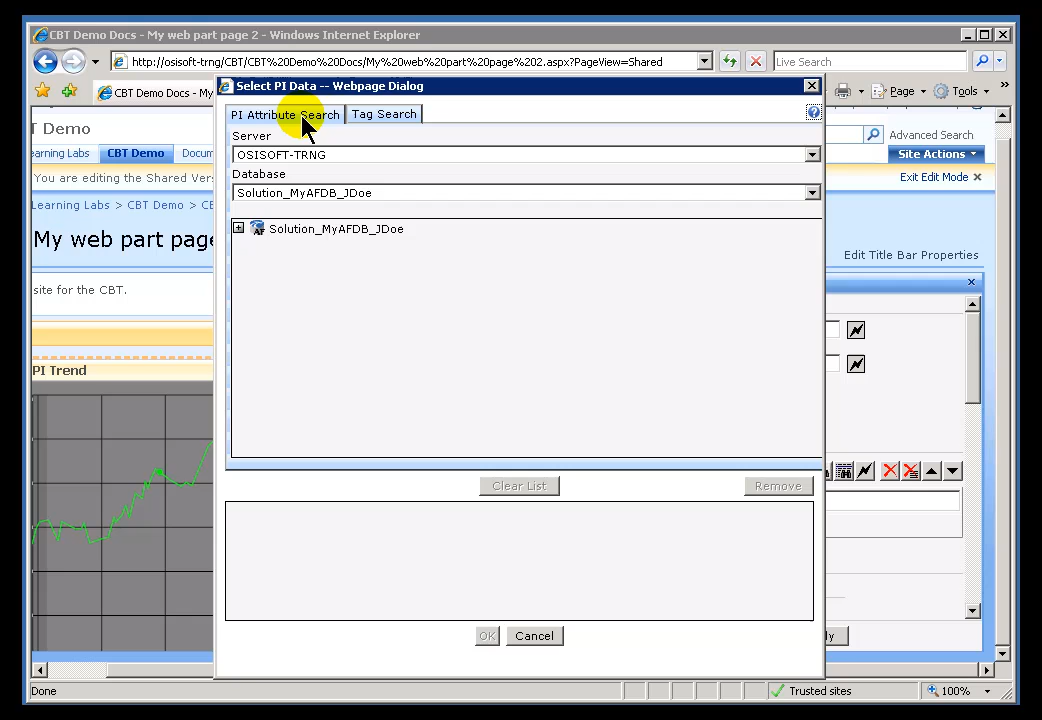 CBT Demo Docs - My web part page 2 - Windows Internet Explorer
http://osisoft-trng/CBT/CBT%20Demo%20Docs/My%20web%20part%20page%202.aspx?PageView=Shared
Live Search
CBT Demo Docs - My
Page
Tools
Select PI Data -- Webpage Dialog
PI Attribute Search
Tag Search
Server
OSISOFT-TRNG
Database
Solution_MyAFDB_JDoe
AF Solution_MyAFDB_JDoe
Clear List
Remove
OK
Cancel
T Demo
Advanced Search
earning Labs
CBT Demo
Docum
Site Actions
You are editing the Shared Vers
Exit Edit Mode
Learning Labs > CBT Demo > CB
My web part page
Edit Title Bar Properties
site for the CBT.
PI Trend
ly
Done
Trusted sites
100%